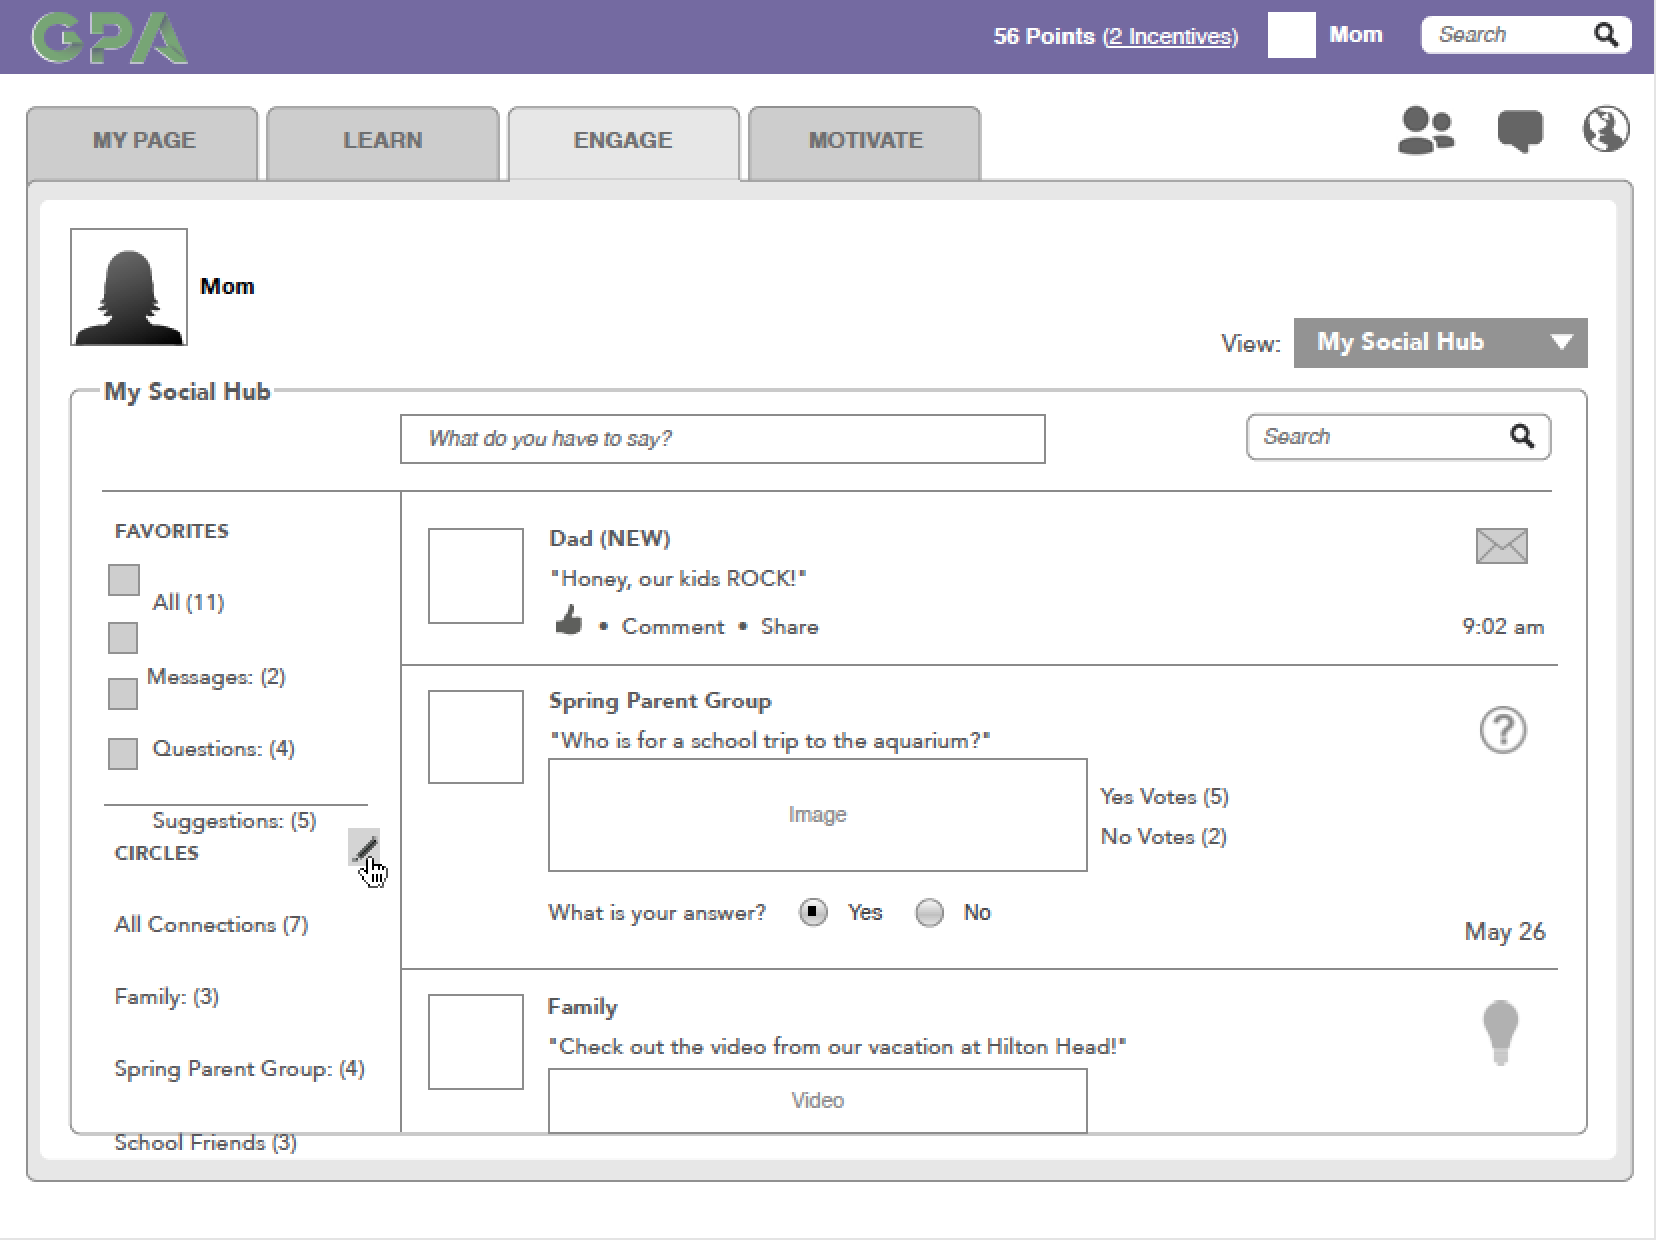 GPA
56 Points (2 Incentives)
Mom
Search
MY PAGE
LEARN
ENGAGE
MOTIVATE
Mom
View:
My Social Hub
My Social Hub
What do you have to say?
Search
FAVORITES
All (11)
Messages: (2)
Questions: (4)
Suggestions: (5)
CIRCLES
All Connections (7)
Family: (3)
Spring Parent Group: (4)
School Friends (3)
Dad (NEW)
"Honey, our kids ROCK!"
• Comment • Share
9:02 am
Spring Parent Group
"Who is for a school trip to the aquarium?"
?
Image
Yes Votes (5)
No Votes (2)
What is your answer? Yes No
May 26
Family
"Check out the video from our vacation at Hilton Head!"
Video